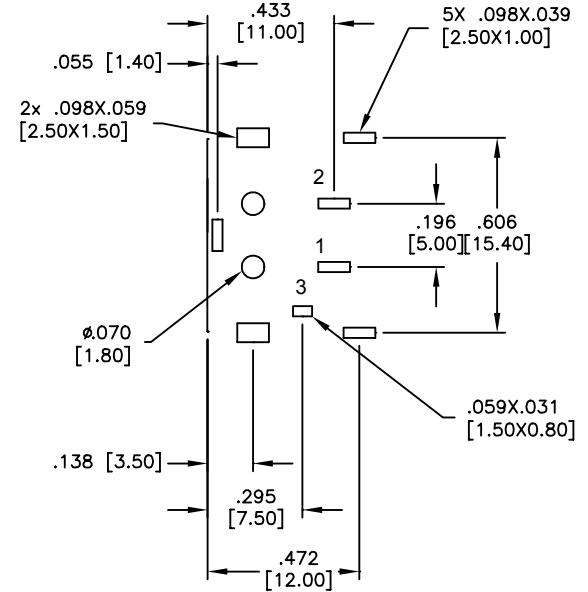 .433
[11.00]
5X .098X.039
[2.50X1.00]
.055 [1.40]
2x .098X.059
[2.50X1.50]
2
.196
[5.00]
.606
[15.40]
1
3
ø.070
[1.80]
.059X.031
[1.50X0.80]
.138 [3.50]
.295
[7.50]
.472
[12.00]